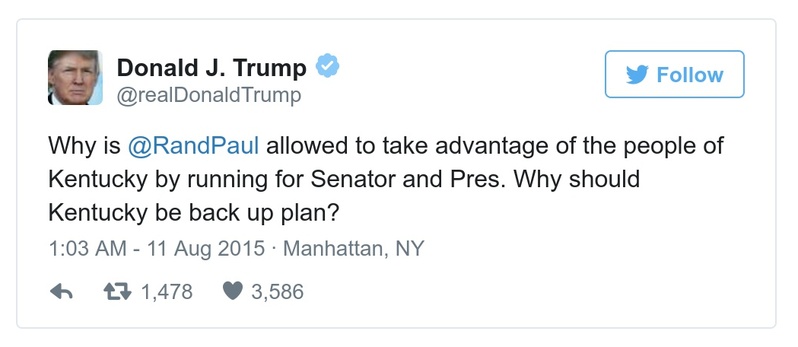 Donald J. Trump
@realDonaldTrump
Follow
Why is @RandPaul allowed to take advantage of the people of
Kentucky by running for Senator and Pres. Why should
Kentucky be back up plan?
1:03 AM - 11 Aug 2015 · Manhattan, NY
1,478 3,586